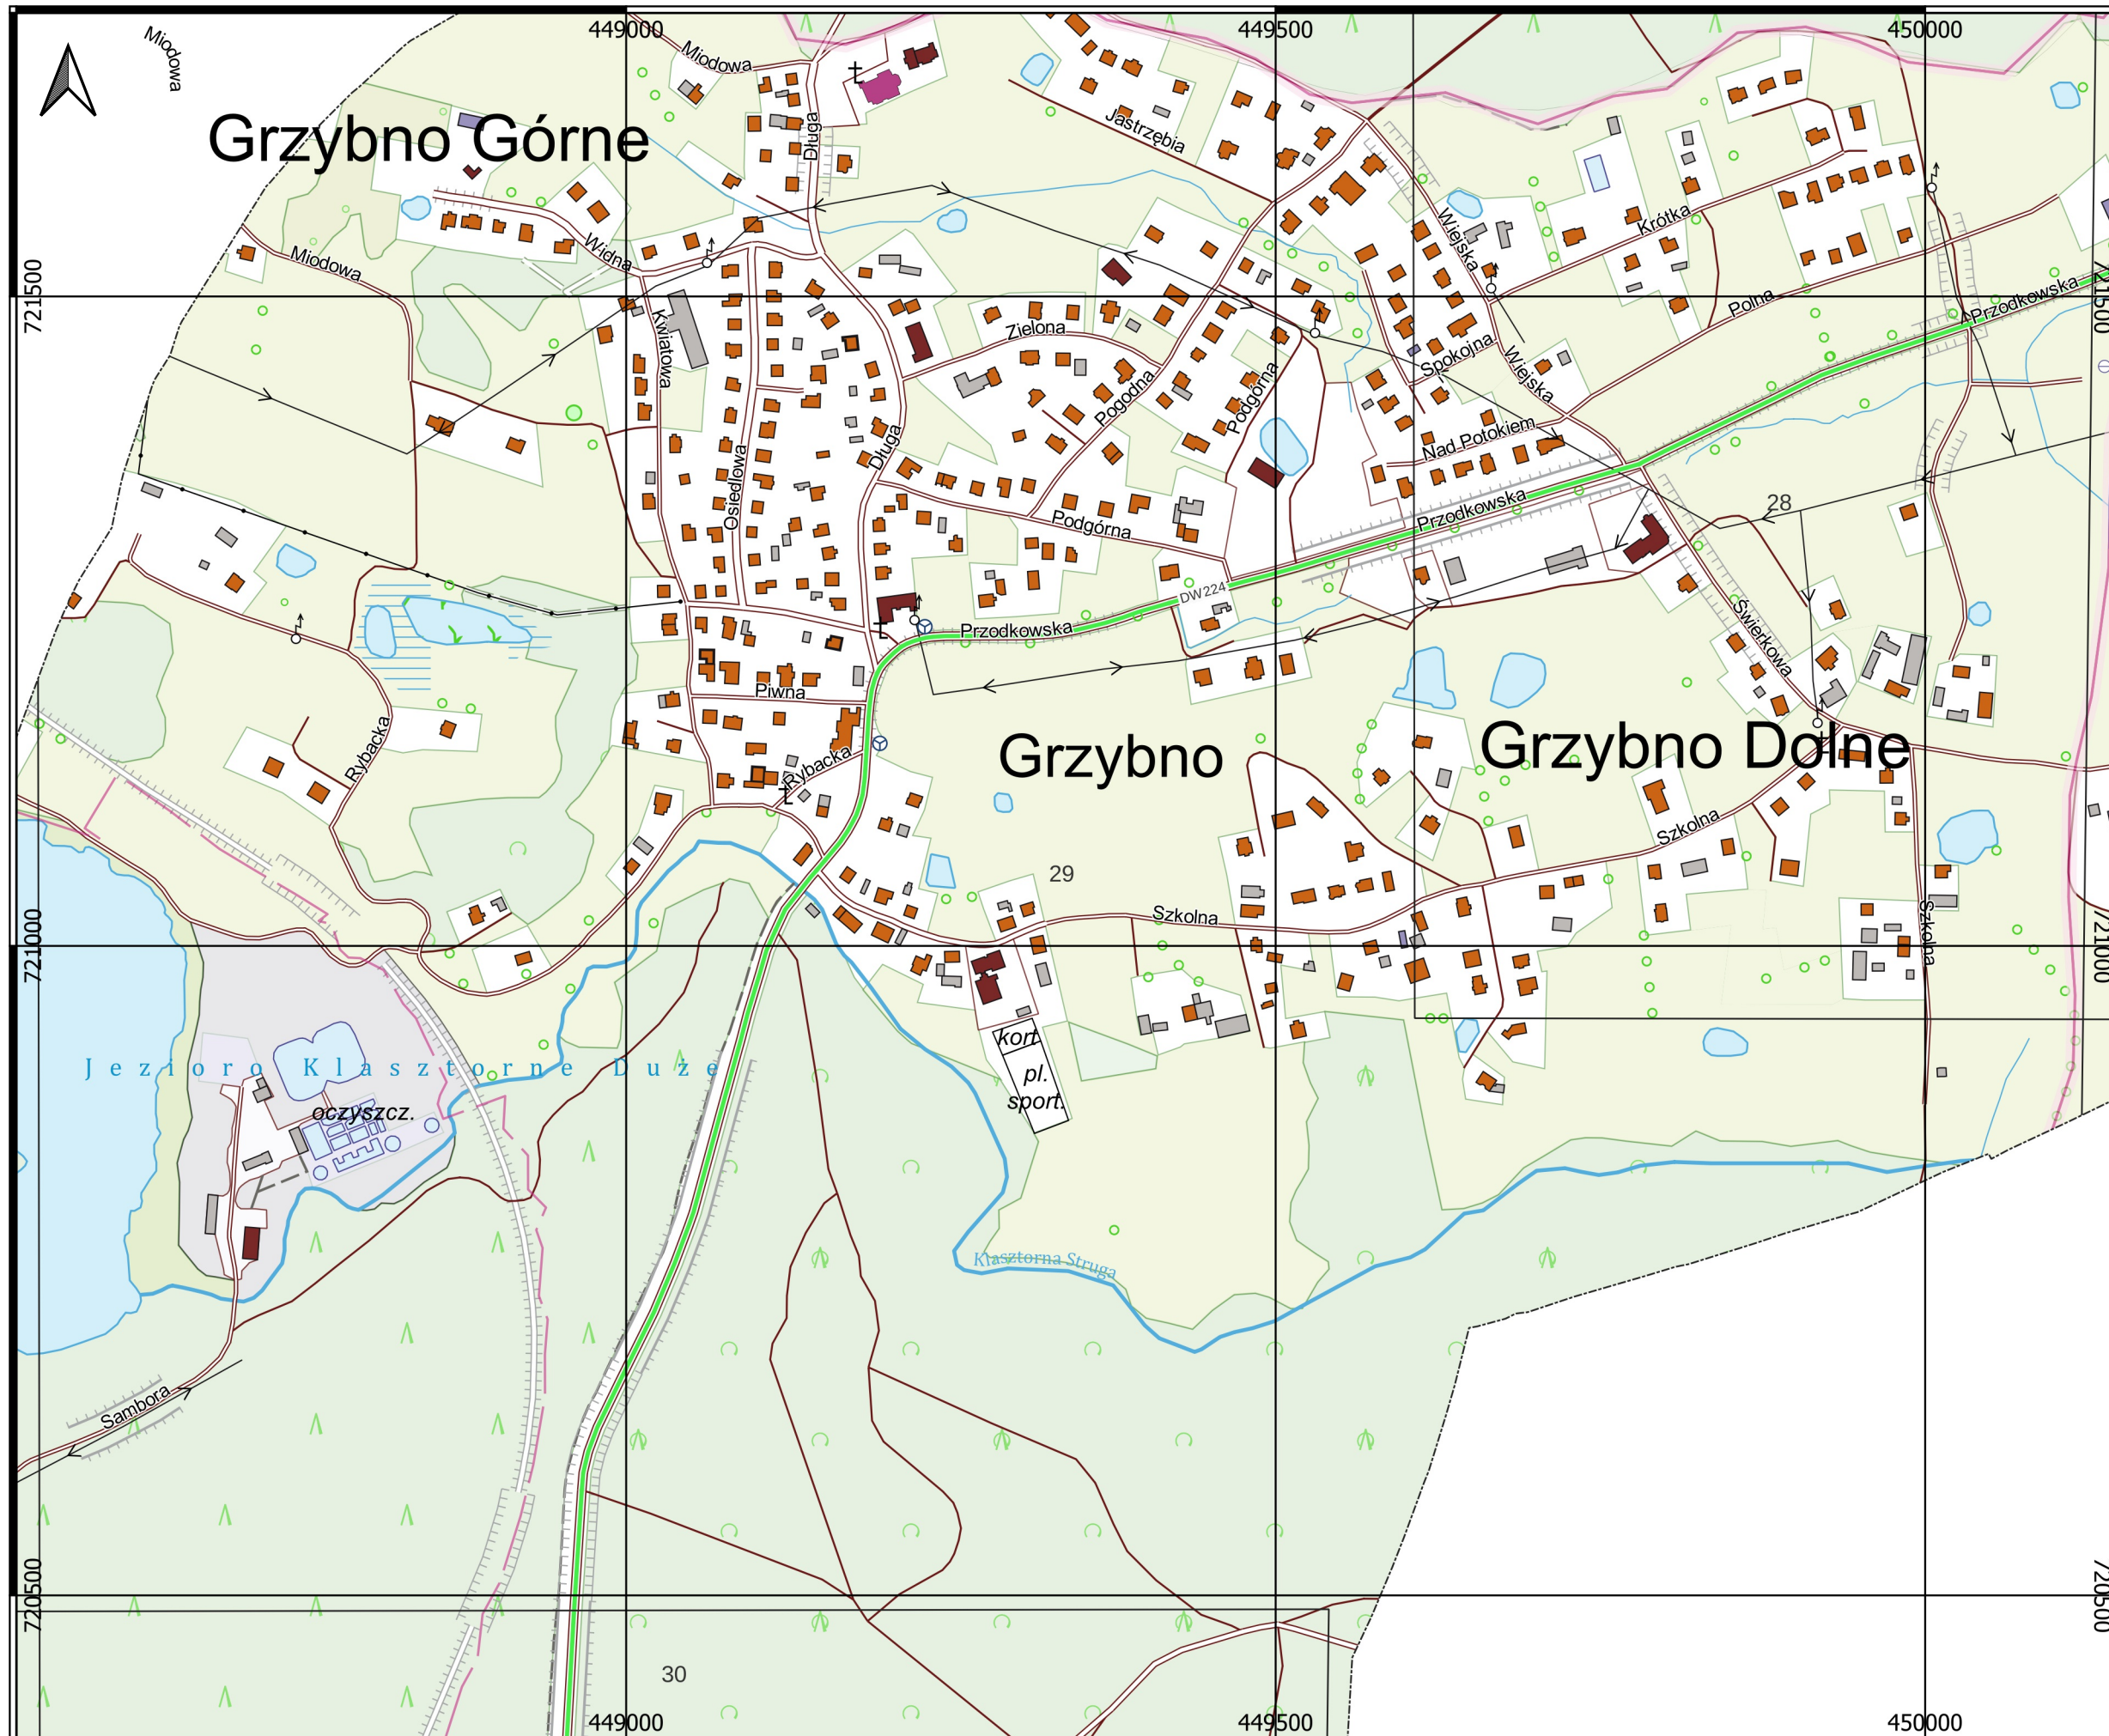 449000
449500
450000
Miodowa
Miodowa
Długa
Grzybno Górne
Jastrzębia
Widna
Miodowa
Wiejska
Krótka
721500
721500
Polna
Przodkowska
Kwiatowa
Zielona
Spokojna
Wiejska
Pogodna
Podgórna
Długa
Nad Potokiem
Osiedlowa
Przodkowska
28
Podgórna
DW224
Przodkowska
Świerkowa
Piwna
Rybacka
Rybacka
Grzybno
Grzybno Dolne
Szkolna
29
Szkolna
Szkolna
721000
721000
kort
Jezioro Klasztorne Duże
pl.
sport.
oczyszcz.
Klasztorna Struga
Sambora
720500
720500
30
449000
449500
450000